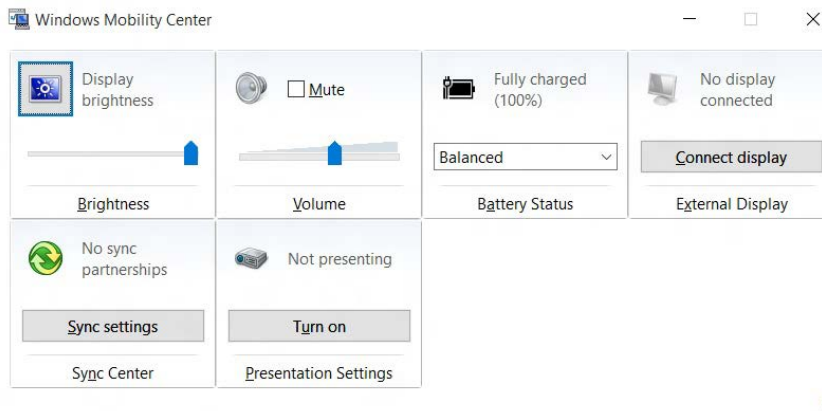 Windows Mobility Center
Display
brightness
Brightness
Mute
Volume
Fully charged
(100%)
Balanced
Battery Status
No display
connected
Connect display
External Display
No sync
partnerships
Sync settings
Sync Center
Not presenting
Turn on
Presentation Settings